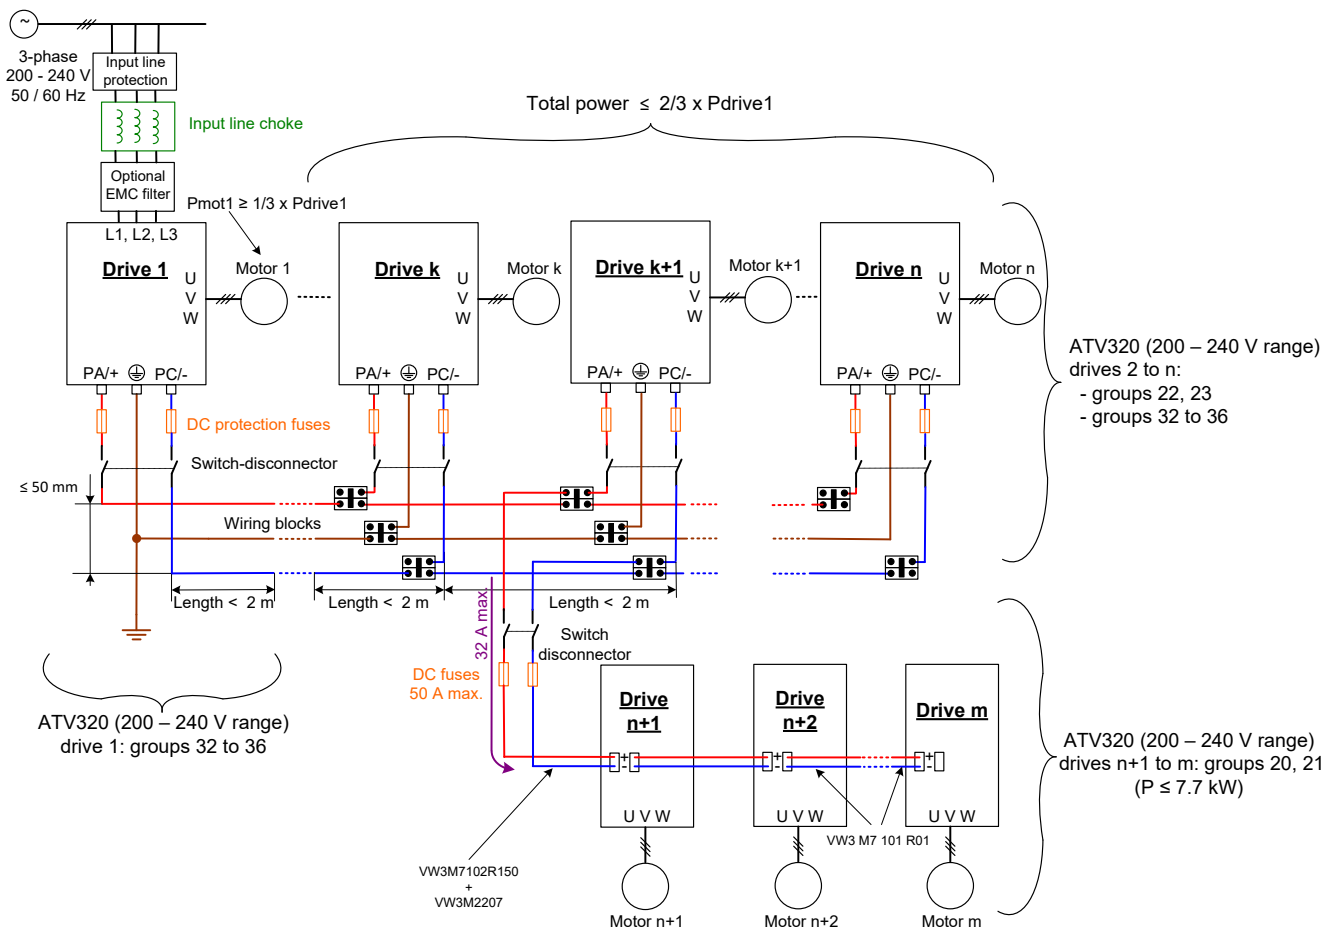 ~
3-phase
200 - 240 V
50 / 60 Hz
Input line
protection
Input line choke
Optional
EMC filter
Total power ≤ 2/3 x Pdrive1
Pmot1 ≥ 1/3 x Pdrive1
L1, L2, L3
Drive 1
U
V
W
Motor 1
Drive k
U
V
W
Motor k
Drive k+1
U
V
W
Motor k+1
Drive n
U
V
W
Motor n
PA/+
PC/-
PA/+
PC/-
PA/+
PC/-
PA/+
PC/-
ATV320 (200 – 240 V range)
drives 2 to n:
- groups 22, 23
- groups 32 to 36
DC protection fuses
Switch-disconnector
≤ 50 mm
Wiring blocks
Length < 2 m
Length < 2 m
Length < 2 m
32 A max.
Switch
disconnector
DC fuses
50 A max.
ATV320 (200 – 240 V range)
drive 1: groups 32 to 36
Drive
n+1
Drive
n+2
Drive m
+
-
+
-
+
-
U V W
U V W
U V W
ATV320 (200 – 240 V range)
drives n+1 to m: groups 20, 21
(P ≤ 7.7 kW)
VW3 M7 101 R01
VW3M7102R150
+
VW3M2207
Motor n+1
Motor n+2
Motor m